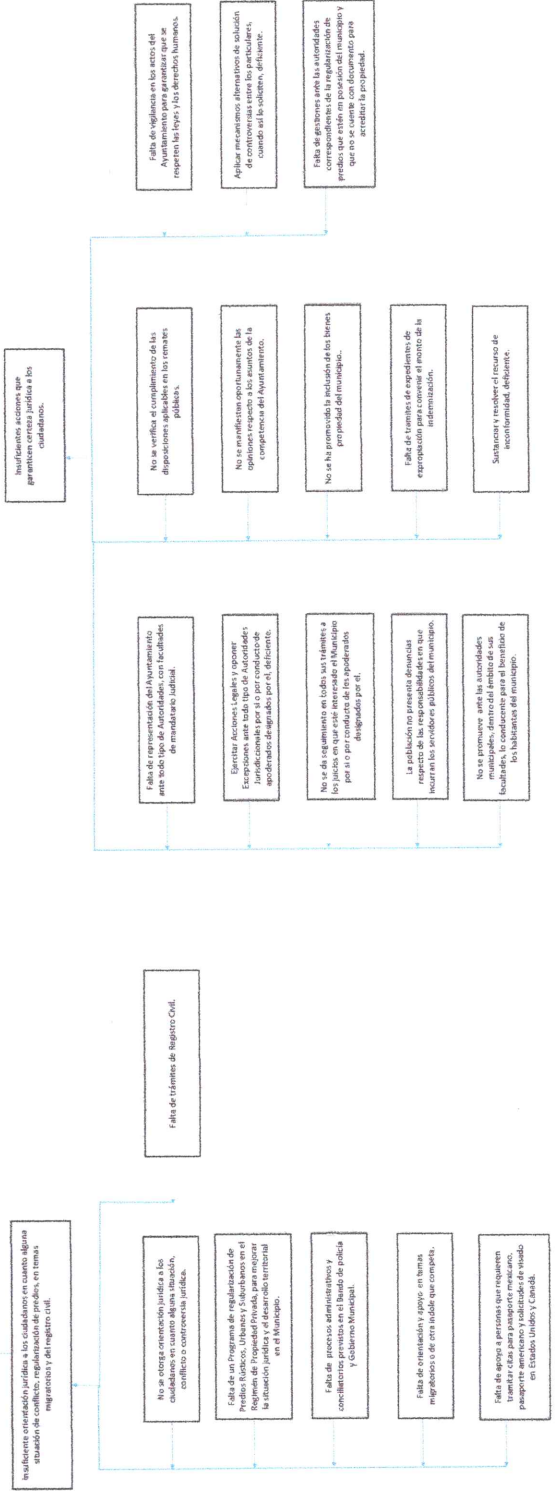 Insuficiente orientación jurídica a los ciudadanos en cuanto alguna
situación de conflicto, regularización de predios, en temas
migratorios y del registro civil.
No se otorga orientación jurídica a los
ciudadanos en cuanto alguna situación,
conflicto o controversia jurídica.
Falta de un Programa de regularización de
Predios Rústicos, Urbanos y Suburbanos en el
Regimen de Propiedad Privada, para mejorar
la situación jurídica y el desarrollo territorial
en el Municipio.
Falta de procesos administrativos y
conciliatorios previstos en el Bando de policía
y Gobierno Municipal.
Falta de orientación y apoyo en temas
migratorios o de otra índole que competa.
Falta de apoyo a personas que requieren
tramitar citas para pasaporte mexicano,
pasaporte americano y solicitudes de visado
en Estados Unidos y Canadá.
Falta de trámites de Registro Civil.
Insuficientes acciones que
garanticen certeza jurídica a los
ciudadanos.
Falta de representación del Ayuntamiento
ante todo tipo de Autoridades, con facultades
de mandatario Judicial.
Ejercitar Acciones Legales y oponer
Excepciones ante todo tipo de Autoridades
Jurisdiccionales por si o por conducto de
apoderados designados por el, deficiente.
No se da seguimiento en todos sus trámites a
los juicios en que esté interesado el Municipio
por si o por conducto de los apoderados
designados por el.
La población no presenta denuncias
respecto de las responsabilidades en que
incurran los servidores públicos del municipio.
No se promueve ante las autoridades
municipales, dentro del ámbito de sus
facultades, lo conducente para el beneficio de
los habitantes del municipio.
No se verifica el cumplimiento de las
disposiciones aplicables en los remates
públicos.
No se manifiestan oportunamente las
opiniones respecto a los asuntos de la
competencia del Ayuntamiento.
No se ha promovido la inclusión de los bienes
propiedad del municipio.
Falta de tramites de expedientes de
expropiación para convenir el monto de la
indemnización.
Sustanciar y resolver el recurso de
inconformidad, deficiente.
Falta de vigilancia en los actos del
Ayuntamiento para garantizar que se
respeten las leyes y los derechos humanos.
Aplicar mecanismos alternativos de solución
de controversias entre los particulares,
cuando así lo soliciten, deficiente.
Falta de gestiones ante las autoridades
correspondientes de la regularización de
predios que estén en posesión del municipio y
que no se cuente con documento para
acreditar la propiedad.